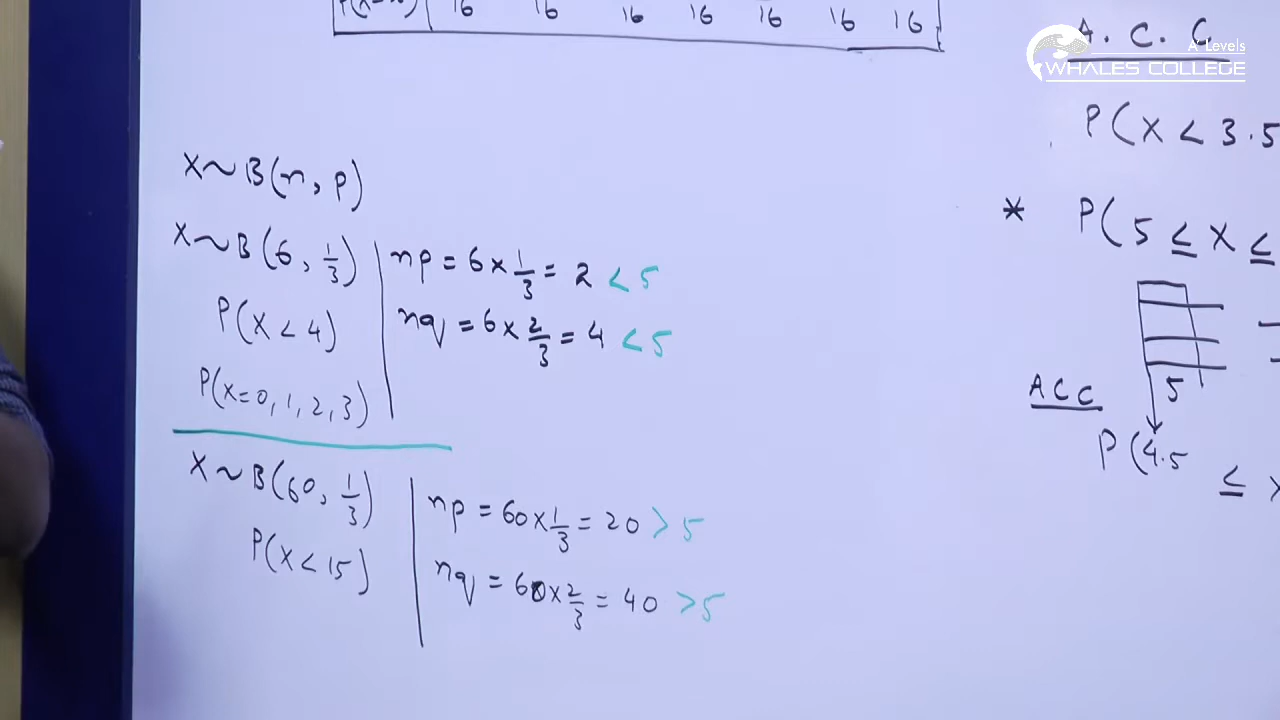 16 16 16 16 16 16 16
X~B(n, p)
X~B(6, 1/3)
np = 6 × 1/3 = 2 < 5
nq = 6 × 2/3 = 4 < 5
P(X < 4)
P(X=0, 1, 2, 3)
X ~ B(60, 1/3)
np = 60 × 1/3 = 20 > 5
P(X < 15)
nq = 60 × 2/3 = 40 > 5
A. C. C
A' Levels
WHALES COLLEGE
P(X < 3.5
* P(5 ≤ X ≤
5
ACC
P(4.5 ≤ X